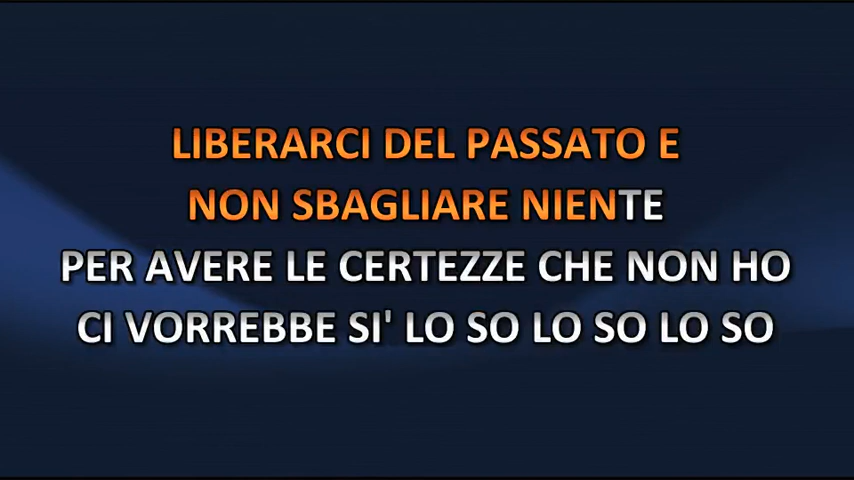 LIBERARCI DEL PASSATO E
NON SBAGLIARE NIENTE
PER AVERE LE CERTEZZE CHE NON HO
CI VORREBBE SI' LO SO LO SO LO SO